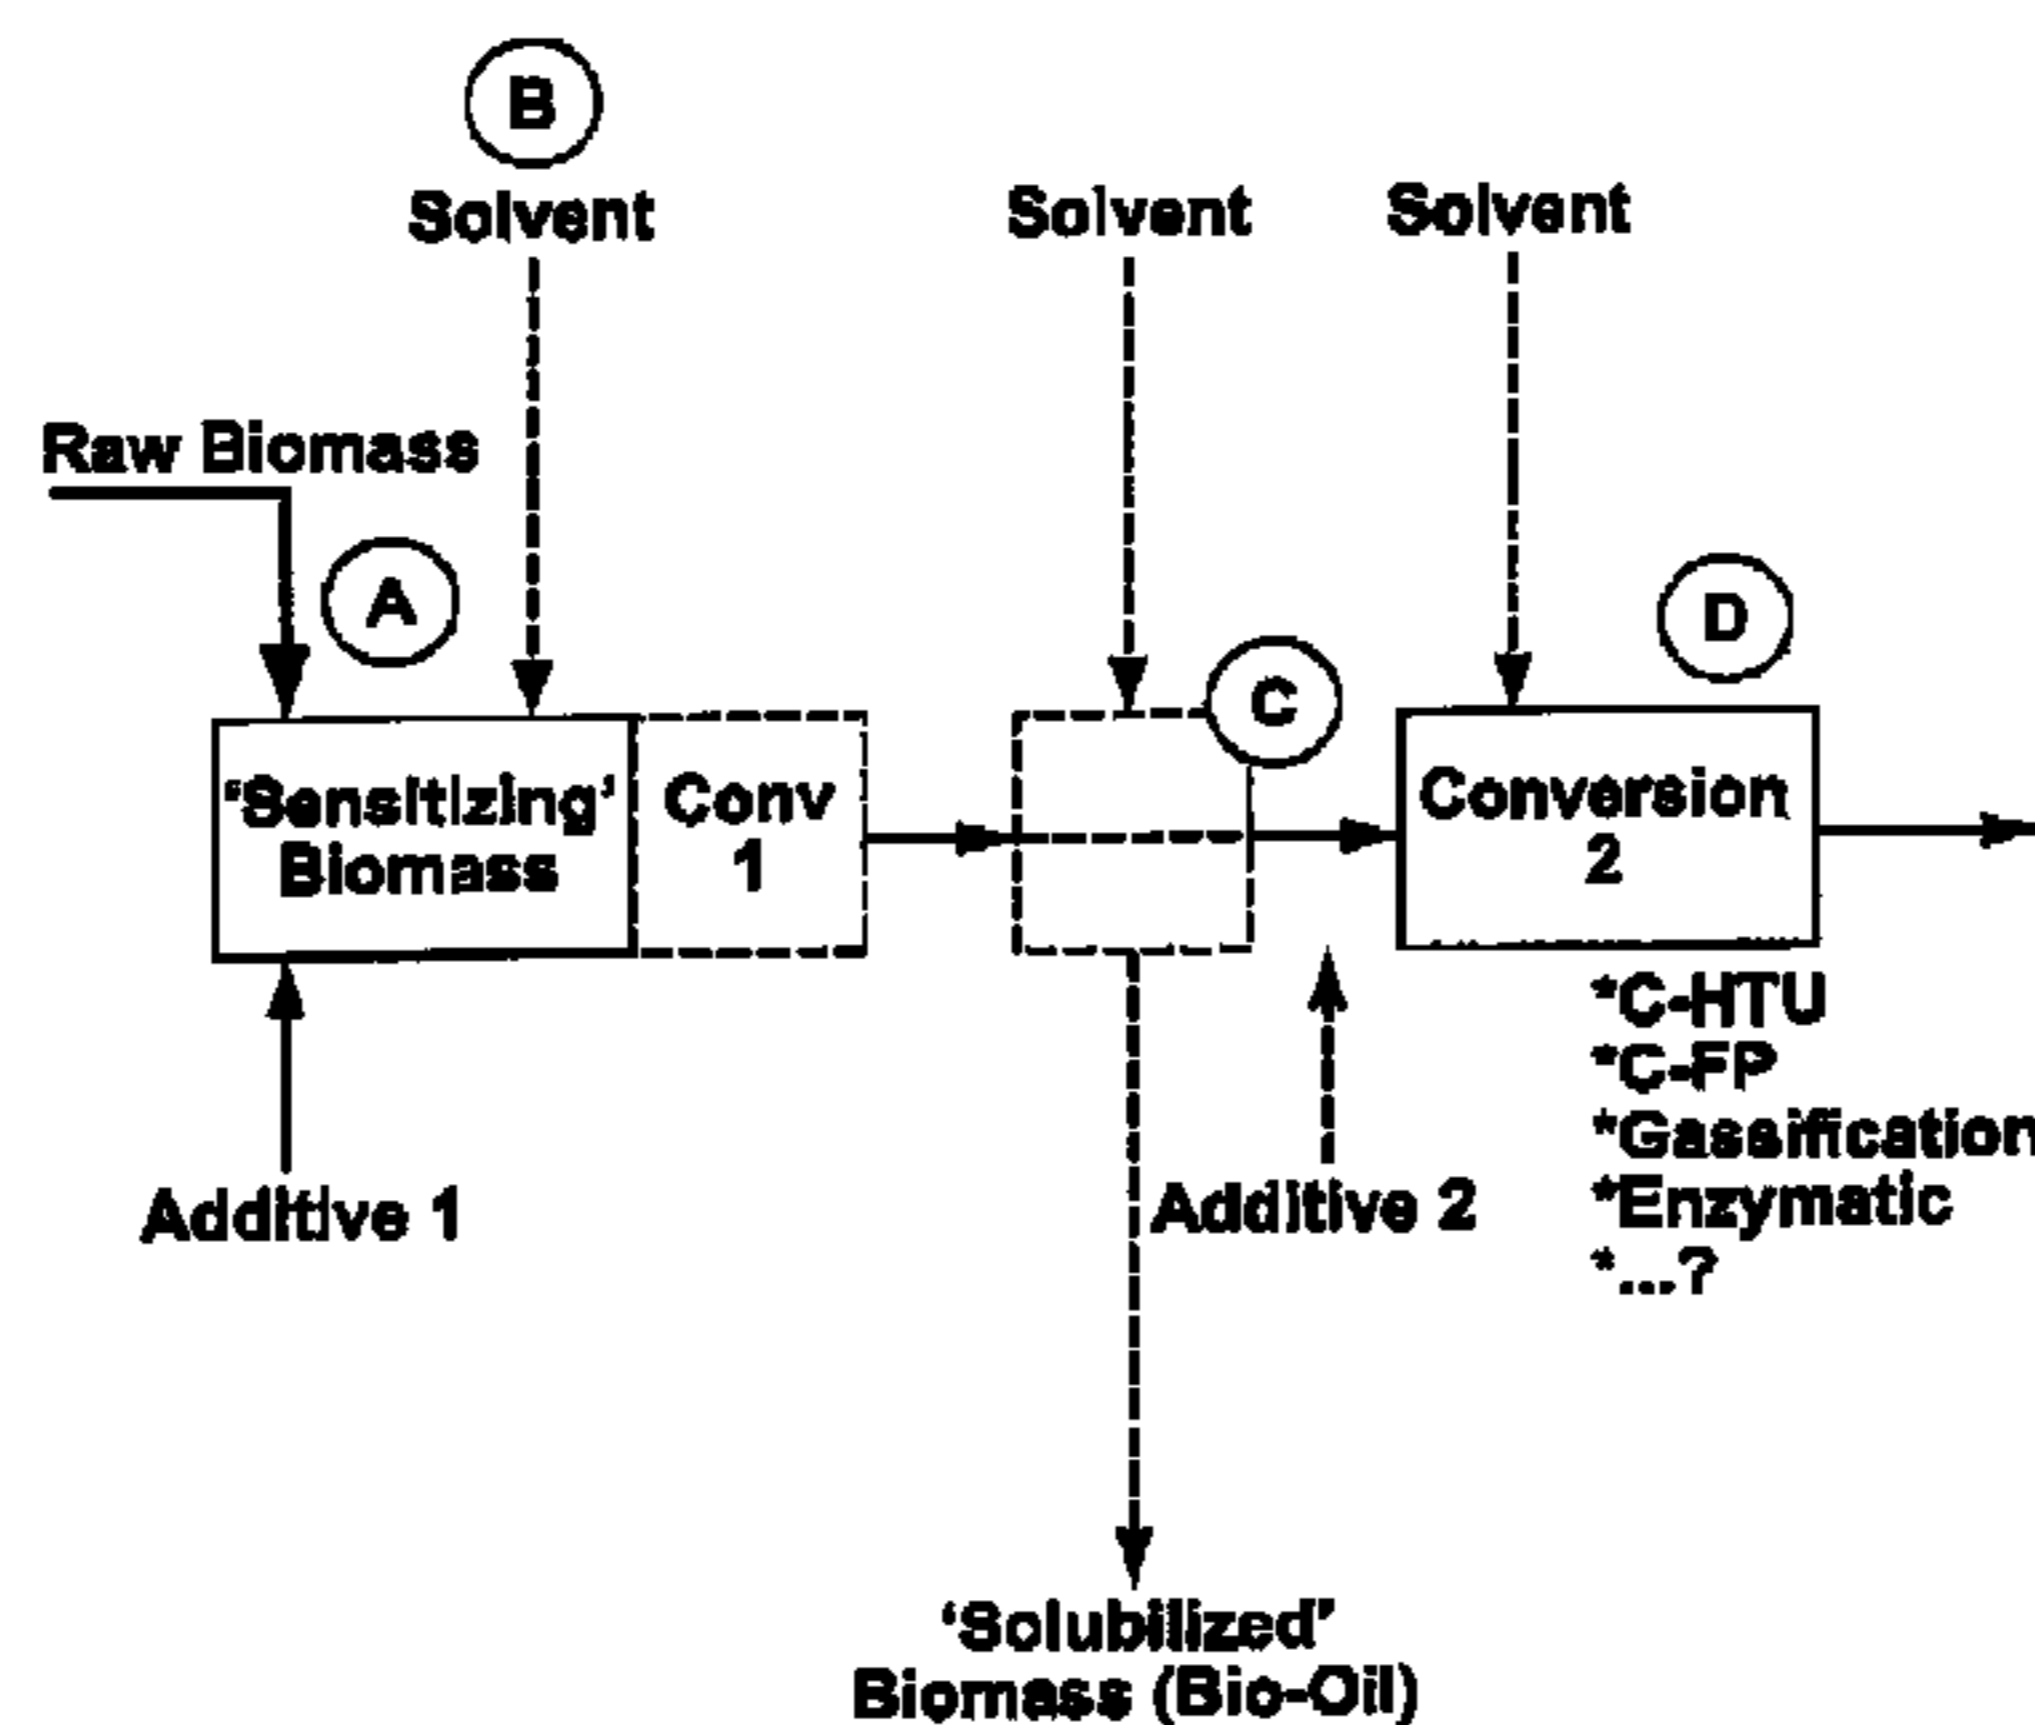 B
Solvent
Solvent
Solvent
Raw Biomass
A
D
C
'Sensitizing'
Biomass
Conv
1
Conversion
2
*C-HTU
*C-FP
*Gassification
*Enzymatic
*...?
Additive 1
Additive 2
'Solubilized'
Biomass (Bio-Oil)